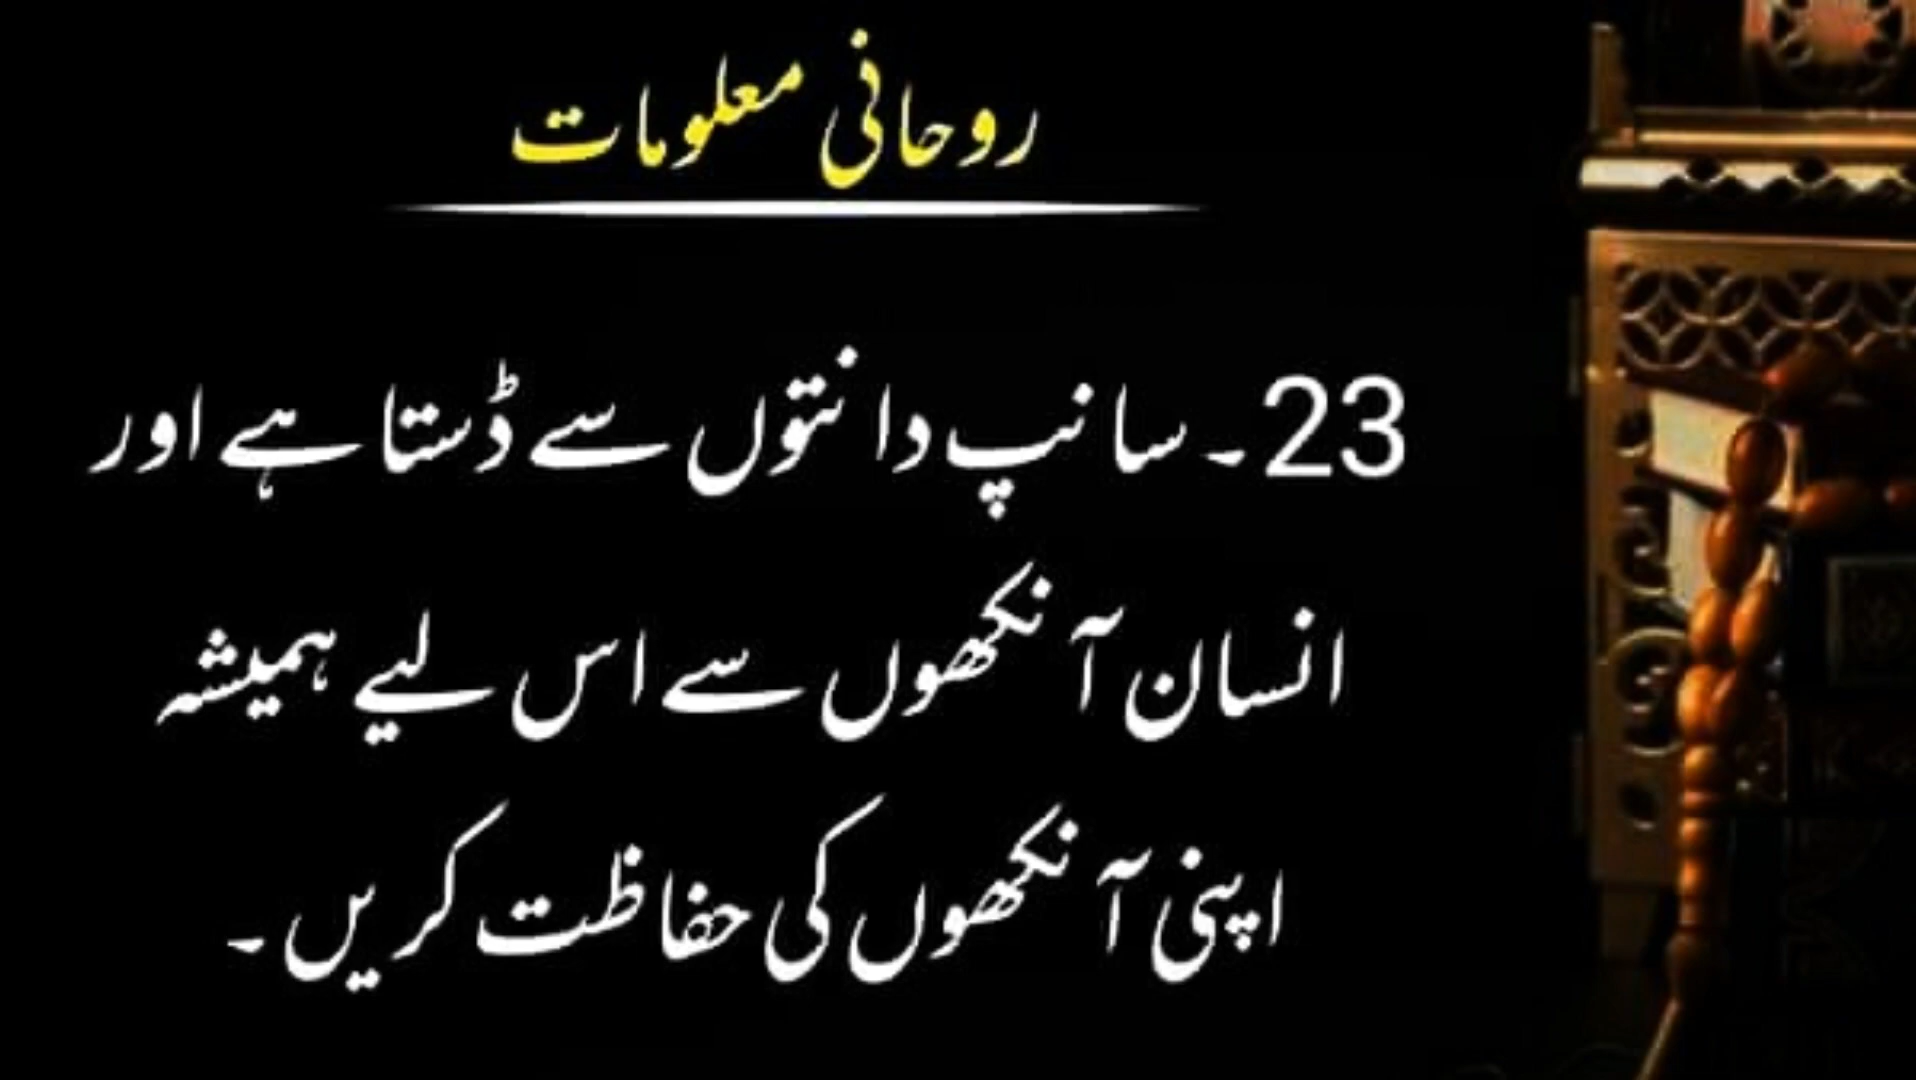 روحانی معلومات
23۔سانپ دانتوں سے ڈستا ہے اور
انسان آنکھوں سے اس لیے ہمیشہ
اپنی آنکھوں کی حفاظت کریں۔